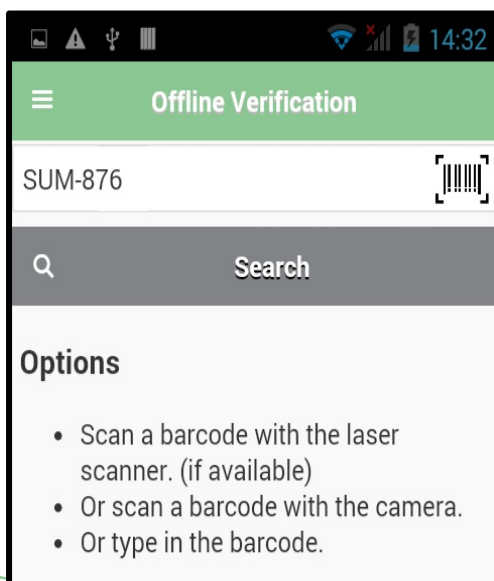 14:32
Offline Verification
SUM-876
Search
Options
• Scan a barcode with the laser
scanner. (if available)
• Or scan a barcode with the camera.
• Or type in the barcode.